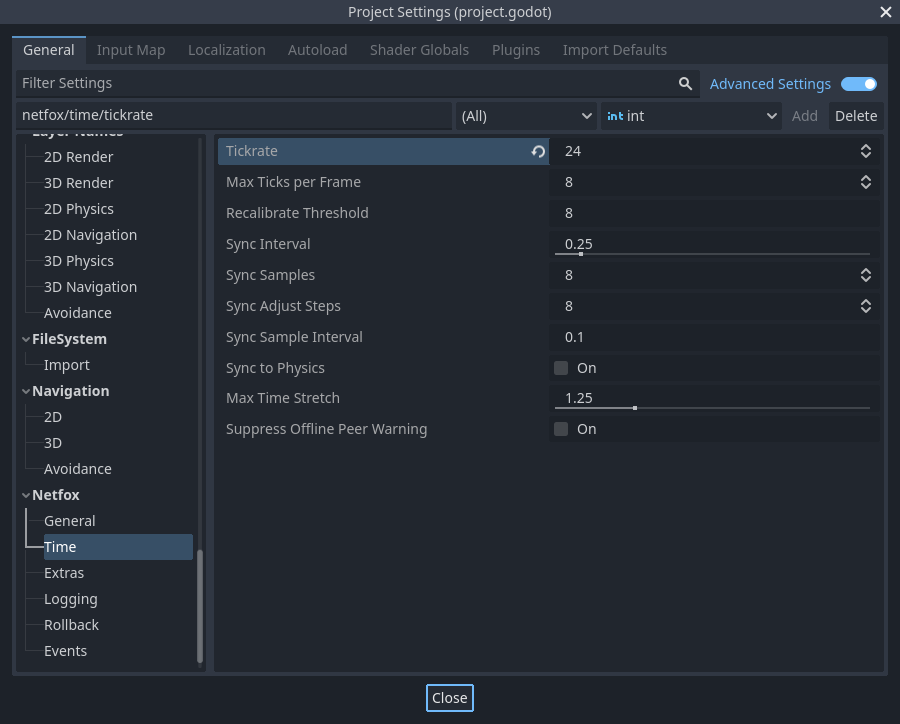 Project Settings (project.godot)
General Input Map Localization Autoload Shader Globals Plugins Import Defaults
Filter Settings Advanced Settings
netfox/time/tickrate (All) int int Add Delete
Layer Names
2D Render
3D Render
2D Physics
2D Navigation
3D Physics
3D Navigation
Avoidance
FileSystem
Import
Navigation
2D
3D
Avoidance
Netfox
General
Time
Extras
Logging
Rollback
Events
Tickrate 24
Max Ticks per Frame 8
Recalibrate Threshold 8
Sync Interval 0.25
Sync Samples 8
Sync Adjust Steps 8
Sync Sample Interval 0.1
Sync to Physics On
Max Time Stretch 1.25
Suppress Offline Peer Warning On
Close